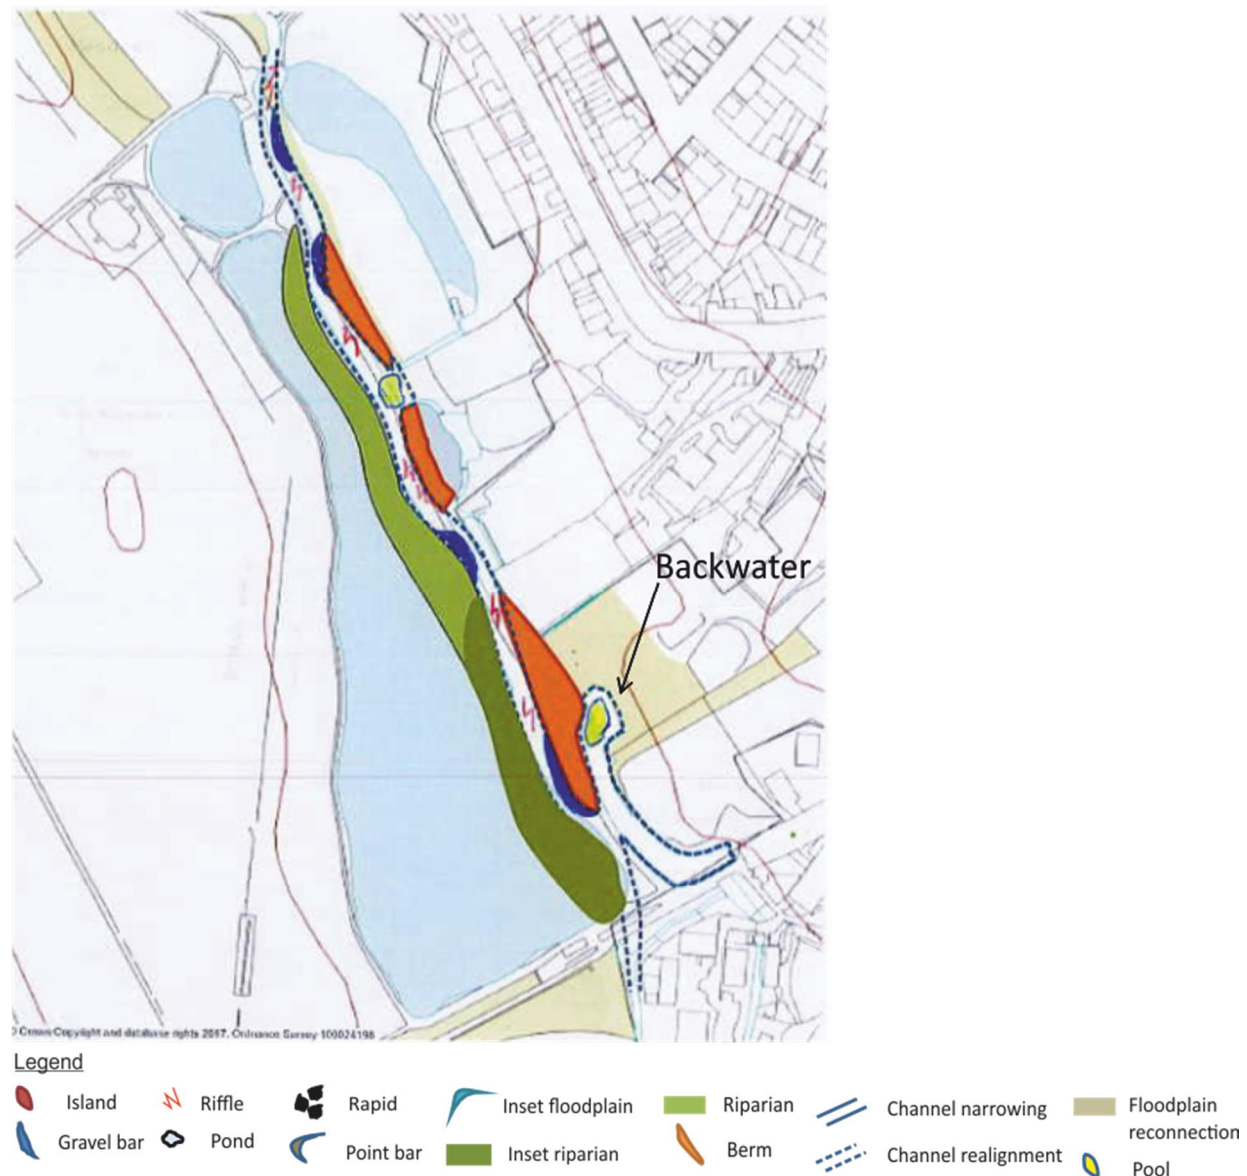 Backwater
© Crown Copyright and database rights 2017. Ordnance Survey 100024198
Legend
Island
Riffle
Rapid
Inset floodplain
Riparian
Channel narrowing
Floodplain
reconnection
Gravel bar
Pond
Point bar
Inset riparian
Berm
Channel realignment
Pool